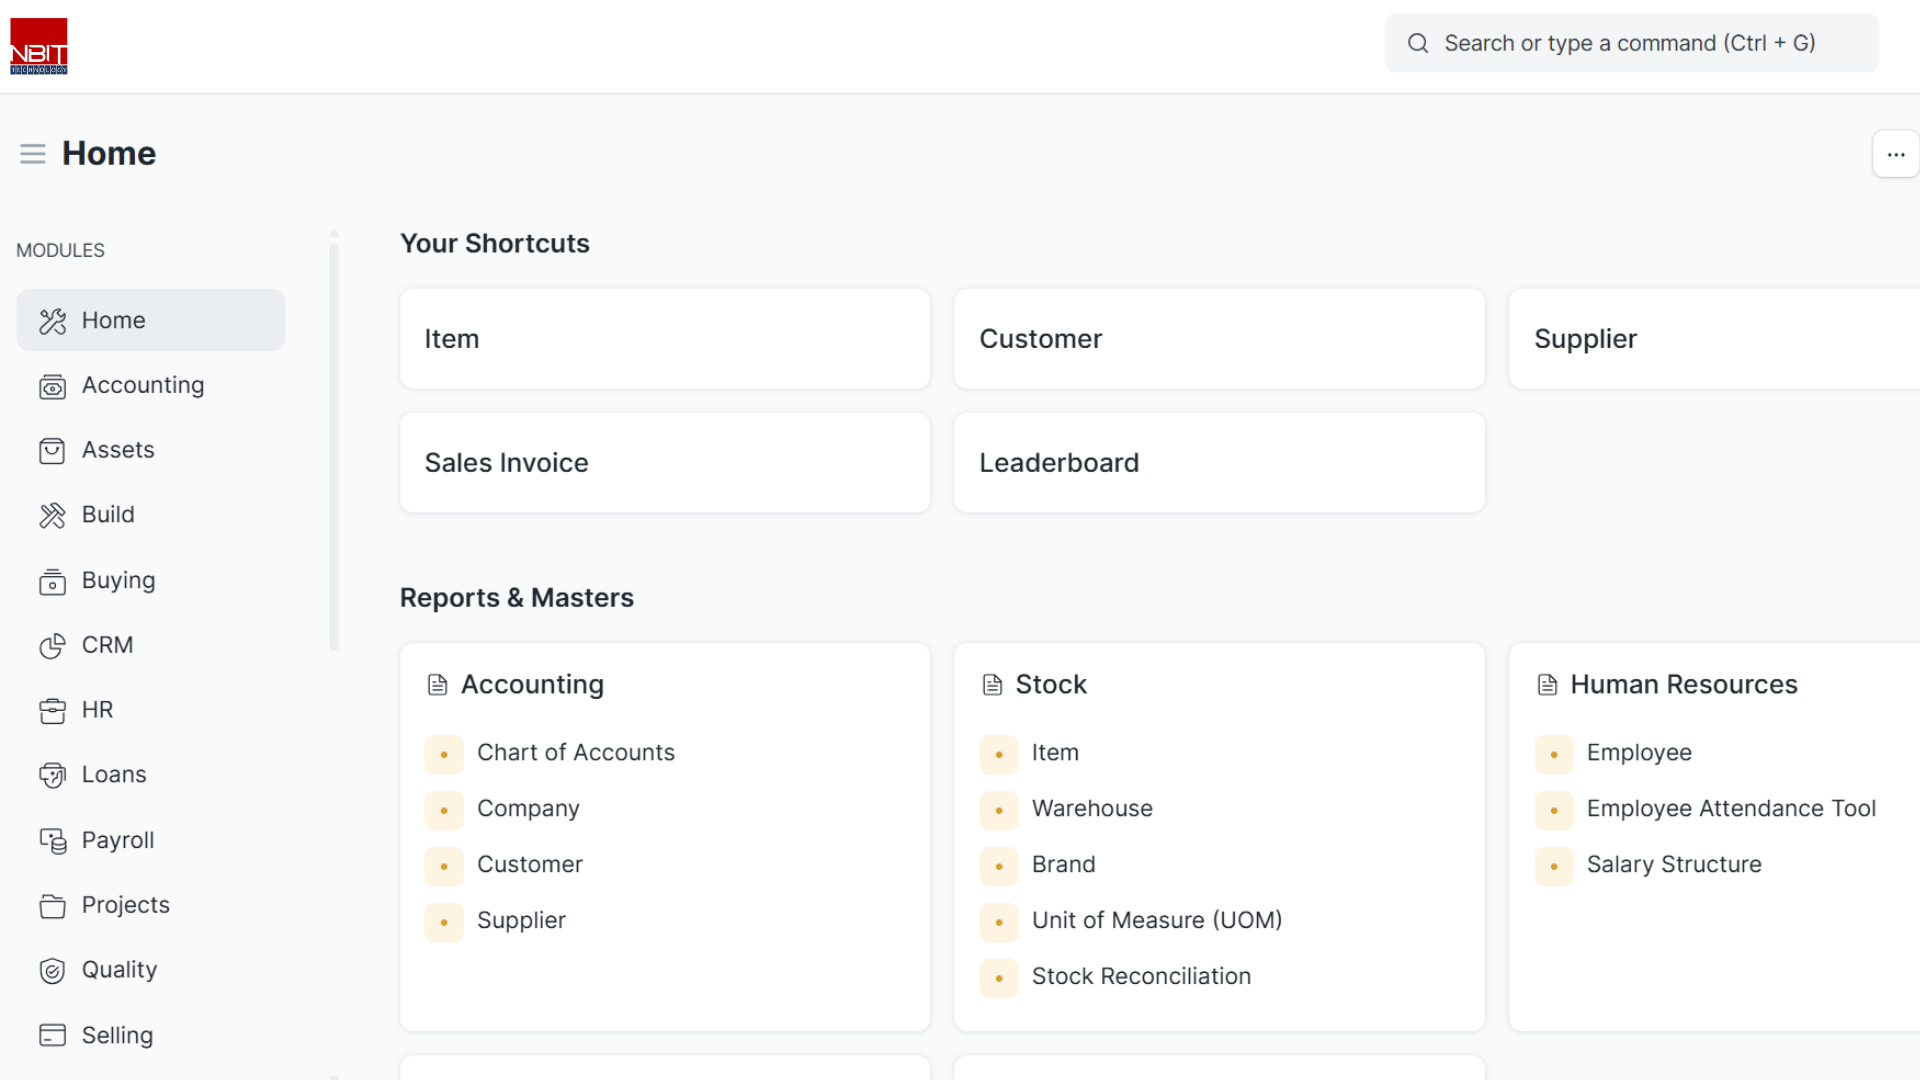 NBIT
TECHNOLOGY
Search or type a command (Ctrl + G)
Home
...
MODULES
Home
Accounting
Assets
Build
Buying
CRM
HR
Loans
Payroll
Projects
Quality
Selling
Your Shortcuts
Item
Customer
Supplier
Sales Invoice
Leaderboard
Reports & Masters
Accounting
Chart of Accounts
Company
Customer
Supplier
Stock
Item
Warehouse
Brand
Unit of Measure (UOM)
Stock Reconciliation
Human Resources
Employee
Employee Attendance Tool
Salary Structure